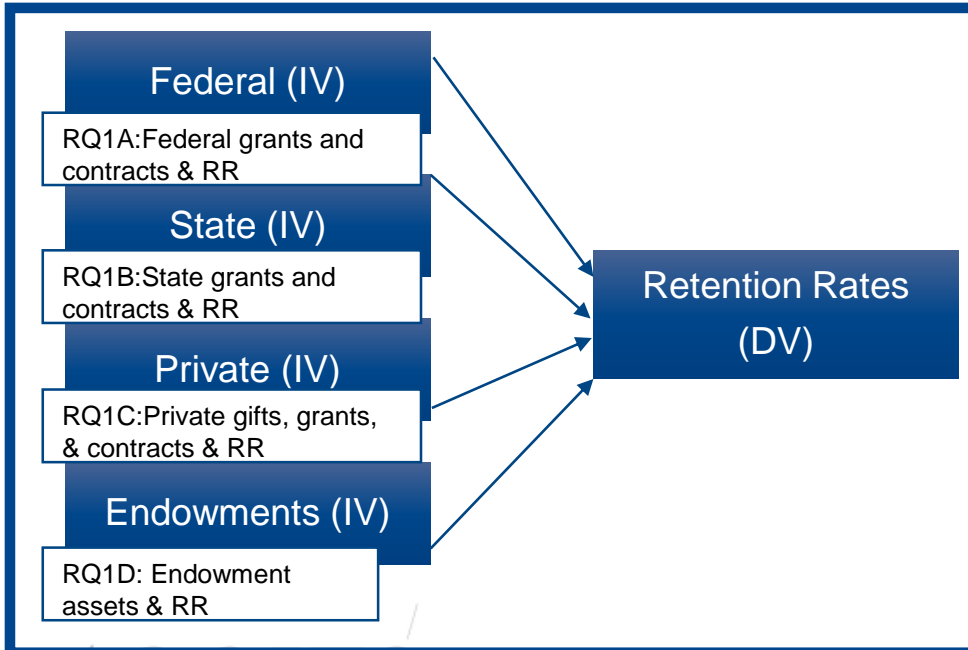 Federal (IV)
RQ1A:Federal grants and
contracts & RR
State (IV)
RQ1B:State grants and
contracts & RR
Private (IV)
RQ1C:Private gifts, grants,
& contracts & RR
Endowments (IV)
RQ1D: Endowment
assets & RR
Retention Rates
(DV)